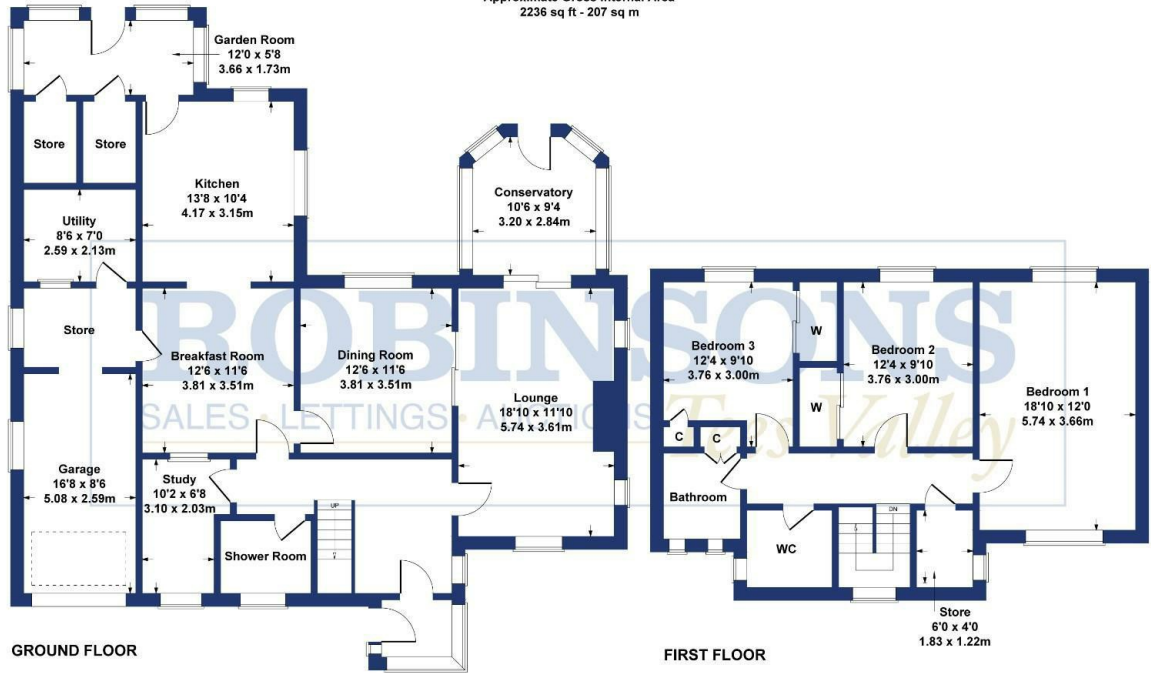 Approximate Gross Internal Area
2236 sq ft - 207 sq m
Garden Room
12'0 x 5'8
3.66 x 1.73m
Store
Store
Kitchen
13'8 x 10'4
4.17 x 3.15m
Conservatory
10'6 x 9'4
3.20 x 2.84m
Utility
8'6 x 7'0
2.59 x 2.13m
Store
Breakfast Room
12'6 x 11'6
3.81 x 3.51m
Dining Room
12'6 x 11'6
3.81 x 3.51m
Lounge
18'10 x 11'10
5.74 x 3.61m
Garage
16'8 x 8'6
5.08 x 2.59m
Study
10'2 x 6'8
3.10 x 2.03m
Shower Room
UP
Bedroom 3
12'4 x 9'10
3.76 x 3.00m
W
W
Bedroom 2
12'4 x 9'10
3.76 x 3.00m
Bedroom 1
18'10 x 12'0
5.74 x 3.66m
C
C
Bathroom
WC
DN
Store
6'0 x 4'0
1.83 x 1.22m
GROUND FLOOR
FIRST FLOOR
ROBINSONS
SALES • LETTINGS • AUCTIONS
Tees Valley